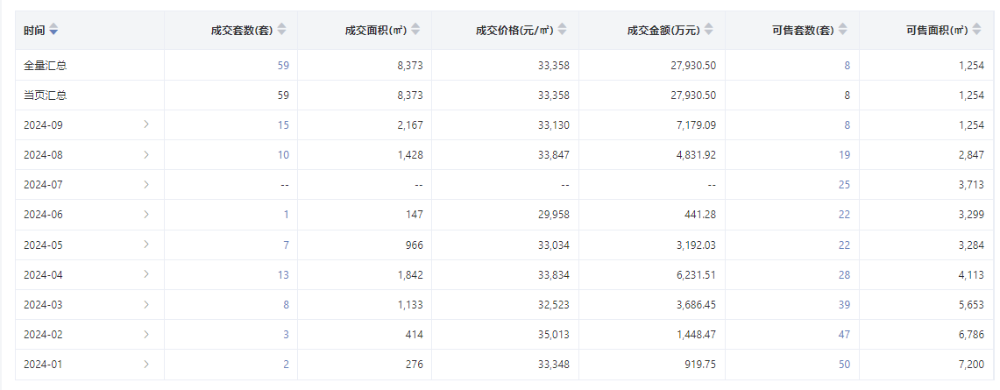 时间 成交套数(套) 成交面积(㎡) 成交价格(元/㎡) 成交金额(万元) 可售套数(套) 可售面积(㎡)
全量汇总 59 8,373 33,358 27,930.50 8 1,254
当页汇总 59 8,373 33,358 27,930.50 8 1,254
2024-09 15 2,167 33,130 7,179.09 8 1,254
2024-08 10 1,428 33,847 4,831.92 19 2,847
2024-07 -- -- -- -- 25 3,713
2024-06 1 147 29,958 441.28 22 3,299
2024-05 7 966 33,034 3,192.03 22 3,284
2024-04 13 1,842 33,834 6,231.51 28 4,113
2024-03 8 1,133 32,523 3,686.45 39 5,653
2024-02 3 414 35,013 1,448.47 47 6,786
2024-01 2 276 33,348 919.75 50 7,200